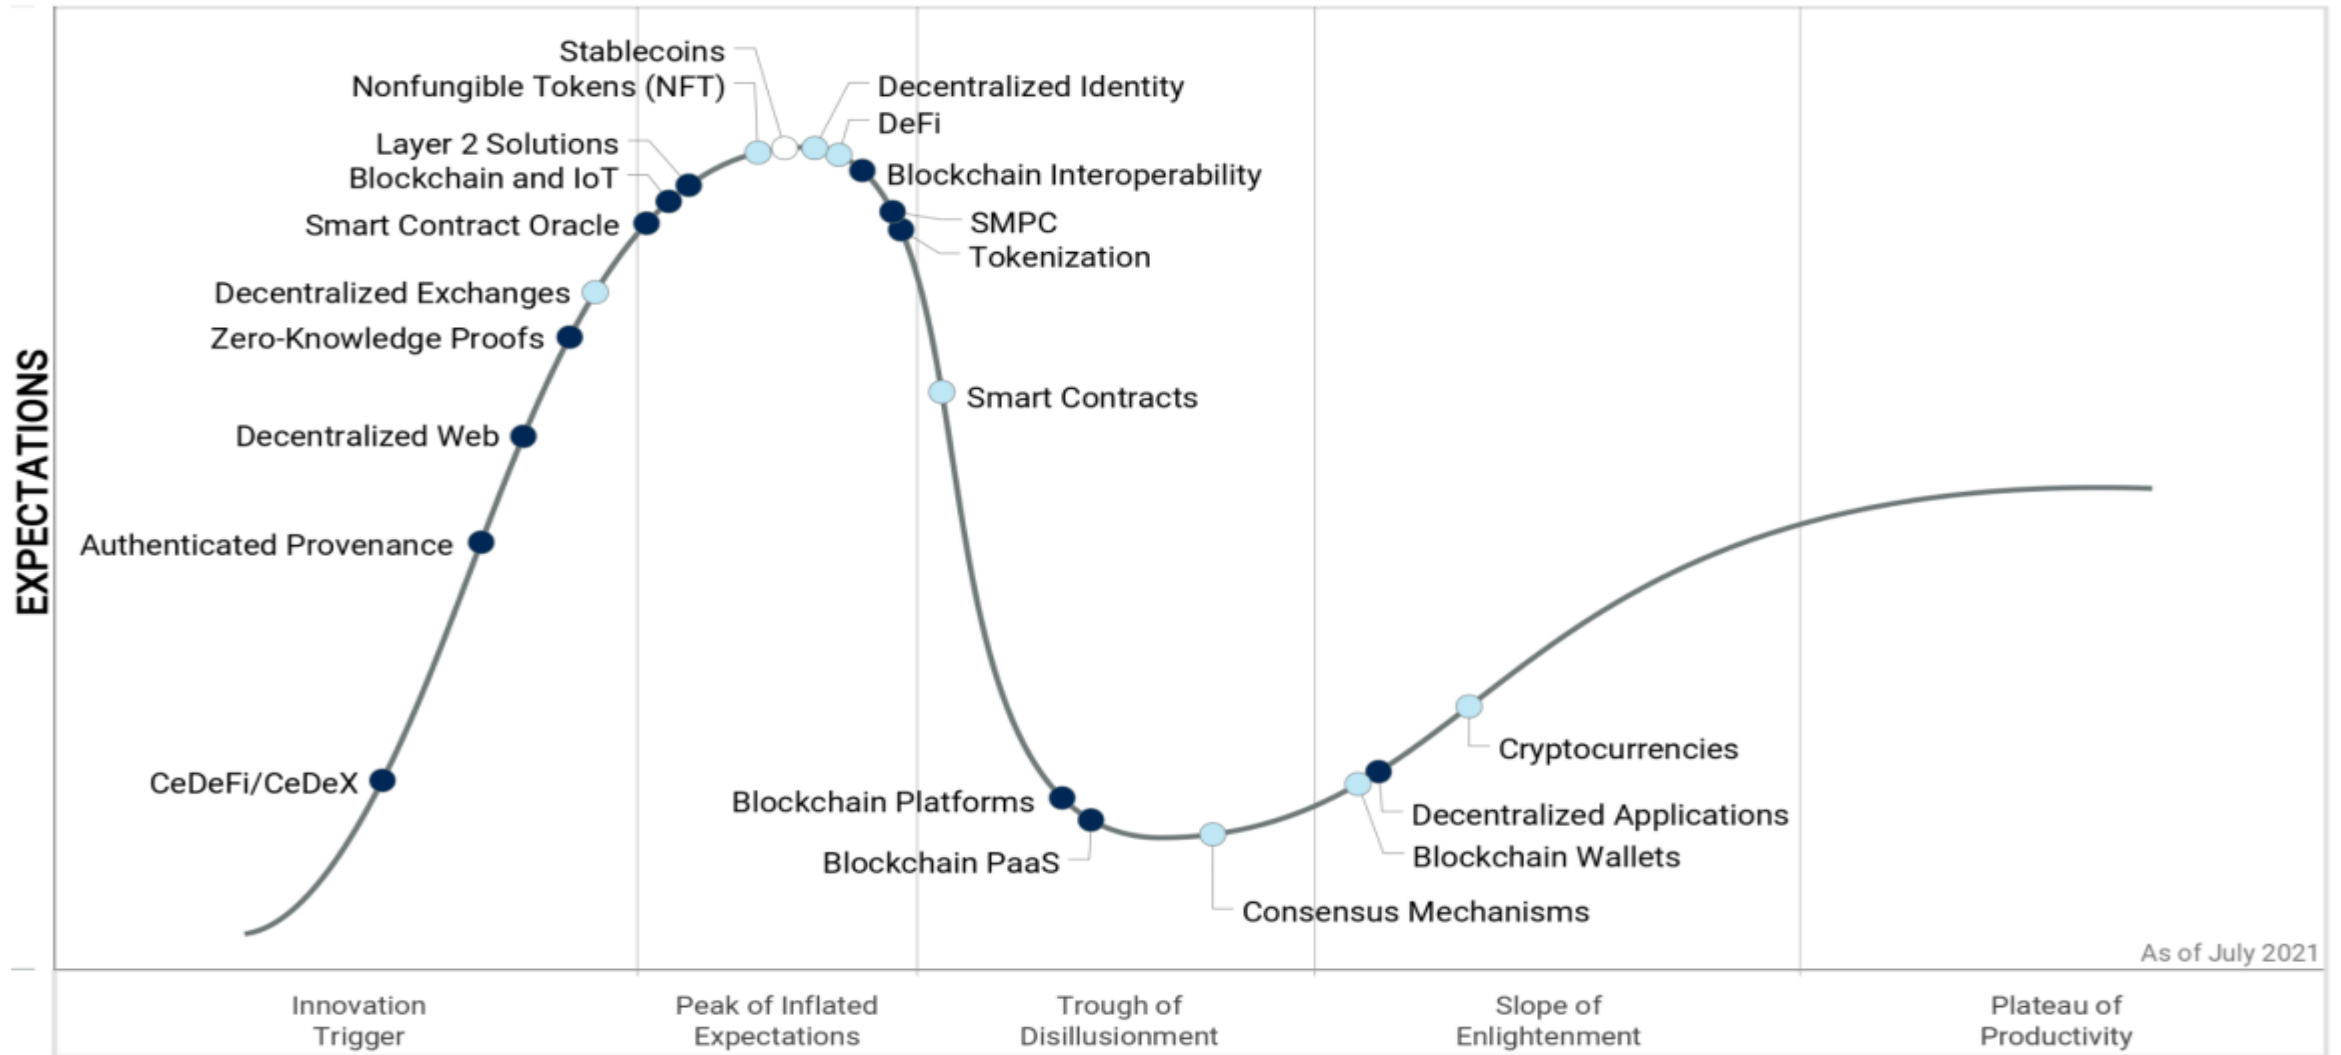 EXPECTATIONS
Stablecoins
Nonfungible Tokens (NFT)
Decentralized Identity
DeFi
Layer 2 Solutions
Blockchain and IoT
Blockchain Interoperability
Smart Contract Oracle
SMPC
Tokenization
Decentralized Exchanges
Zero-Knowledge Proofs
Smart Contracts
Decentralized Web
Authenticated Provenance
CeDeFi/CeDeX
Cryptocurrencies
Blockchain Platforms
Decentralized Applications
Blockchain PaaS
Blockchain Wallets
Consensus Mechanisms
As of July 2021
Innovation
Trigger
Peak of Inflated
Expectations
Trough of
Disillusionment
Slope of
Enlightenment
Plateau of
Productivity